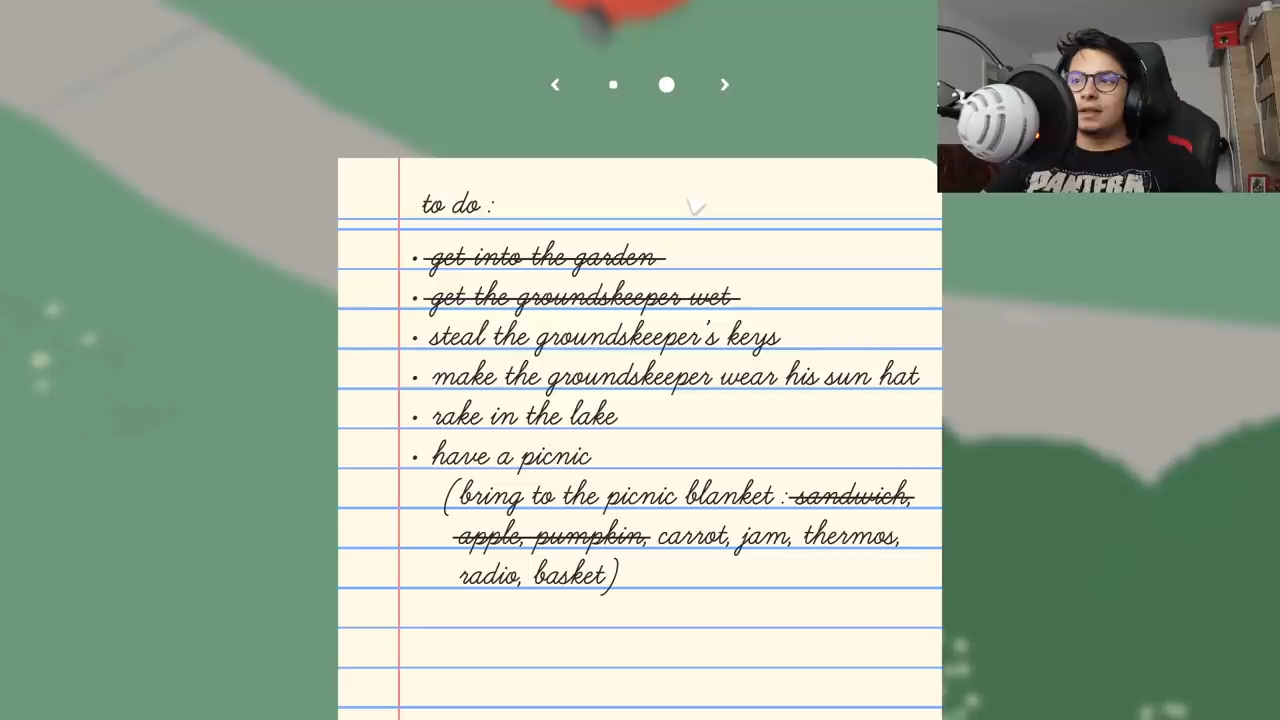 PANTERA
to do :
• get into the garden
• get the groundskeeper wet
• steal the groundskeeper's keys
• make the groundskeeper wear his sun hat
• rake in the lake
• have a picnic
(bring to the picnic blanket : sandwich,
apple, pumpkin, carrot, jam, thermos,
radio, basket)